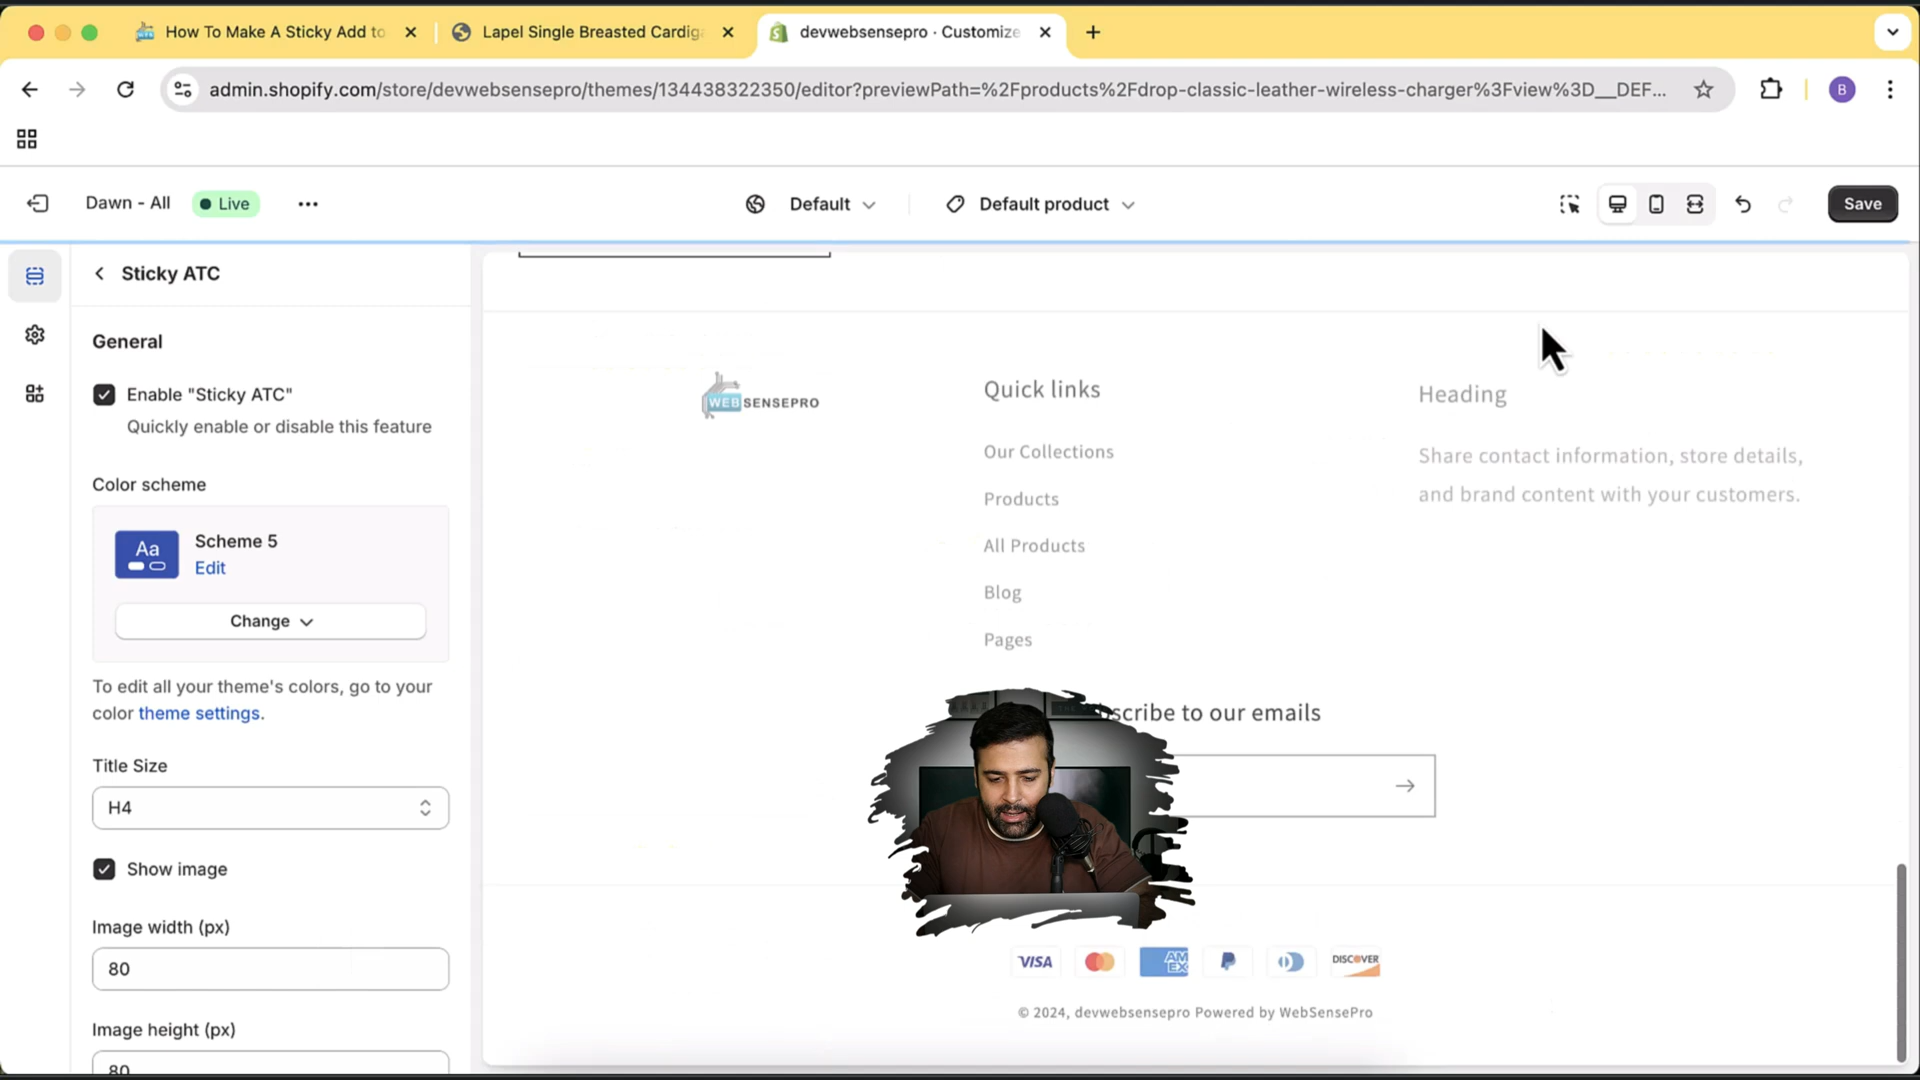 How To Make A Sticky Add to
Lapel Single Breasted Cardiga
devwebsensepro · Customize
admin.shopify.com/store/devwebsensepro/themes/134438322350/editor?previewPath=%2Fproducts%2Fdrop-classic-leather-wireless-charger%3Fview%3D__DEF...
B
Dawn - All
Live
Default
Default product
Save
Sticky ATC
General
Enable "Sticky ATC"
Quickly enable or disable this feature
Color scheme
Aa
Scheme 5
Edit
Change
To edit all your theme's colors, go to your
color theme settings.
Title Size
H4
Show image
Image width (px)
80
Image height (px)
80
WEBSENSEPRO
Quick links
Our Collections
Products
All Products
Blog
Pages
Heading
Share contact information, store details,
and brand content with your customers.
bscribe to our emails
VISA
AM
EX
DISCOVER
© 2024, devwebsensepro Powered by WebSensePro